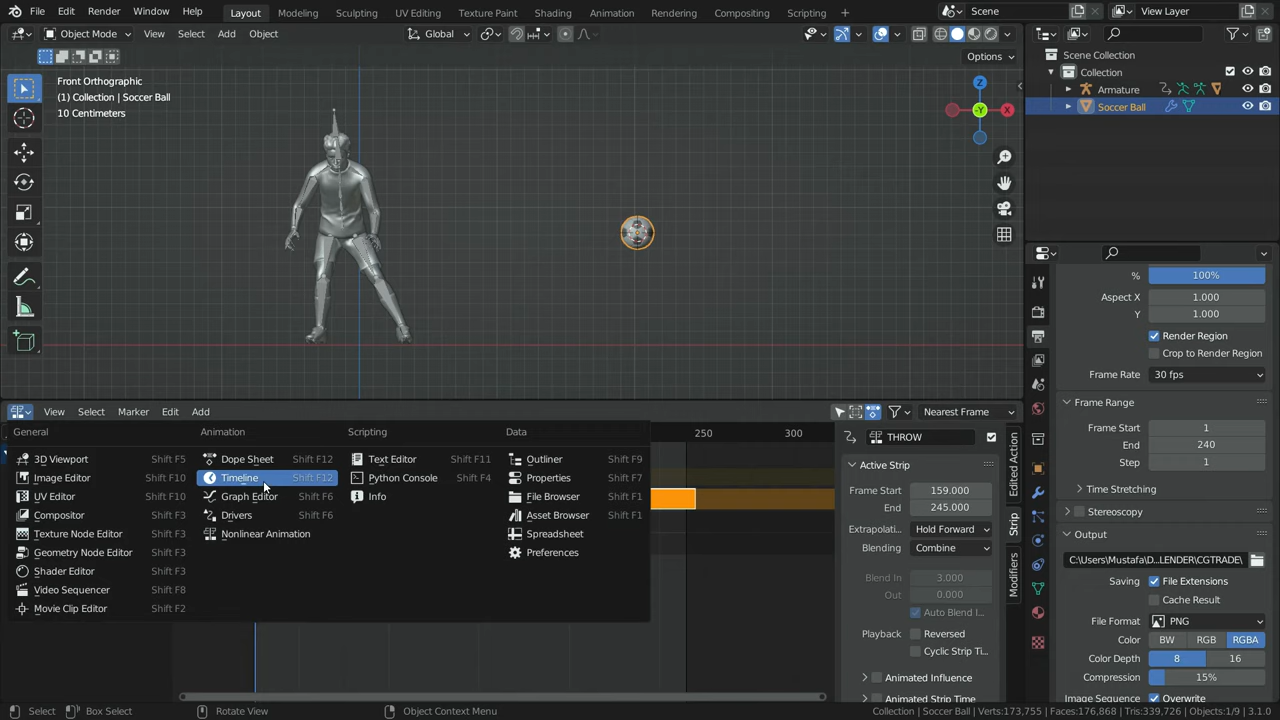 File Edit Render Window Help Layout Modeling Sculpting UV Editing Texture Paint Shading Animation Rendering Compositing Scripting + Scene View Layer
Object Mode View Select Add Object Global
Options
Front Orthographic
(1) Collection | Soccer Ball
10 Centimeters
Z
-Y
X
Scene Collection
Collection
Armature
Soccer Ball
% 100%
Aspect X 1.000
Y 1.000
Render Region
Crop to Render Region
Frame Rate 30 fps
Frame Range
Frame Start 1
End 240
Step 1
Time Stretching
Stereoscopy
Output
C:\Users\Mustafa\D...LENDER\CGTRADE\
Saving File Extensions
Cache Result
File Format PNG
Color BW RGB RGBA
Color Depth 8 16
Compression 15%
Image Sequence Overwrite
View Select Marker Edit Add Nearest Frame
General
3D Viewport Shift F5
Image Editor Shift F10
UV Editor Shift F10
Compositor Shift F3
Texture Node Editor Shift F3
Geometry Node Editor Shift F3
Shader Editor Shift F3
Video Sequencer Shift F8
Movie Clip Editor Shift F2
Animation
Dope Sheet Shift F12
Timeline Shift F12
Graph Editor Shift F6
Drivers Shift F6
Nonlinear Animation
Scripting
Text Editor Shift F11
Python Console Shift F4
Info
Data
Outliner Shift F9
Properties Shift F7
File Browser Shift F1
Asset Browser Shift F1
Spreadsheet
Preferences
250 300
THROW
Active Strip
Frame Start 159.000
End 245.000
Extrapolati... Hold Forward
Blending Combine
Blend In 3.000
Out 0.000
Auto Blend I...
Playback Reversed
Cyclic Strip Ti...
Animated Influence
Animated Strip Time
Edited Action
Strip
Modifiers
Select Box Select Rotate View Object Context Menu Collection | Soccer Ball | Verts:173,755 | Faces:176,868 | Tris:339,726 | Objects:1/9 | 3.1.0